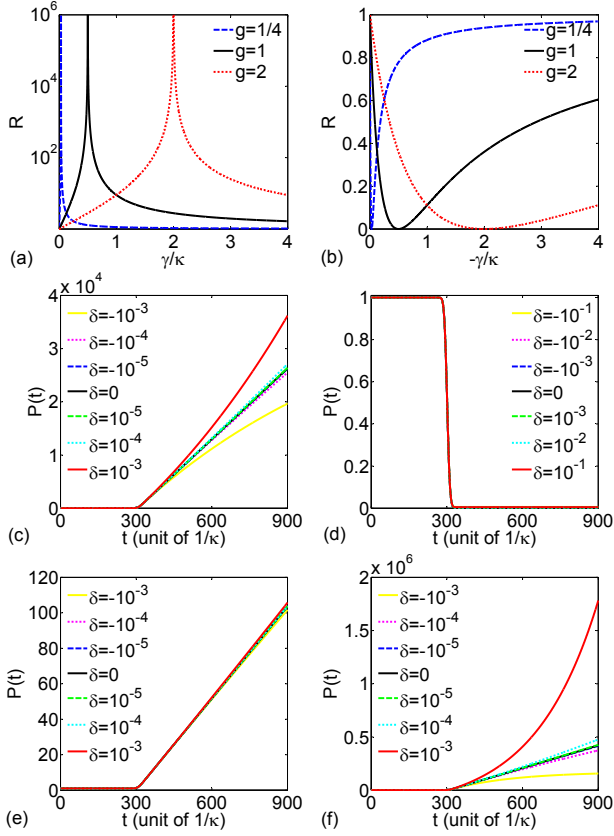 10^6
10^4
10^2
R
g=1/4
g=1
g=2
0
1
2
3
4
γ/κ
(a)
1
0.8
0.6
0.4
0.2
0
R
g=1/4
g=1
g=2
0
1
2
3
4
-γ/κ
(b)
x 10^4
4
3
2
1
0
P(t)
δ=-10^-3
δ=-10^-4
δ=-10^-5
δ=0
δ=10^-5
δ=10^-4
δ=10^-3
0
300
600
900
t (unit of 1/κ)
(c)
1
0.8
0.6
0.4
0.2
0
P(t)
δ=-10^-1
δ=-10^-2
δ=-10^-3
δ=0
δ=10^-3
δ=10^-2
δ=10^-1
0
300
600
900
t (unit of 1/κ)
(d)
120
100
80
60
40
20
0
P(t)
δ=-10^-3
δ=-10^-4
δ=-10^-5
δ=0
δ=10^-5
δ=10^-4
δ=10^-3
0
300
600
900
t (unit of 1/κ)
(e)
x 10^6
2
1.5
1
0.5
0
P(t)
δ=-10^-3
δ=-10^-4
δ=-10^-5
δ=0
δ=10^-5
δ=10^-4
δ=10^-3
0
300
600
900
t (unit of 1/κ)
(f)